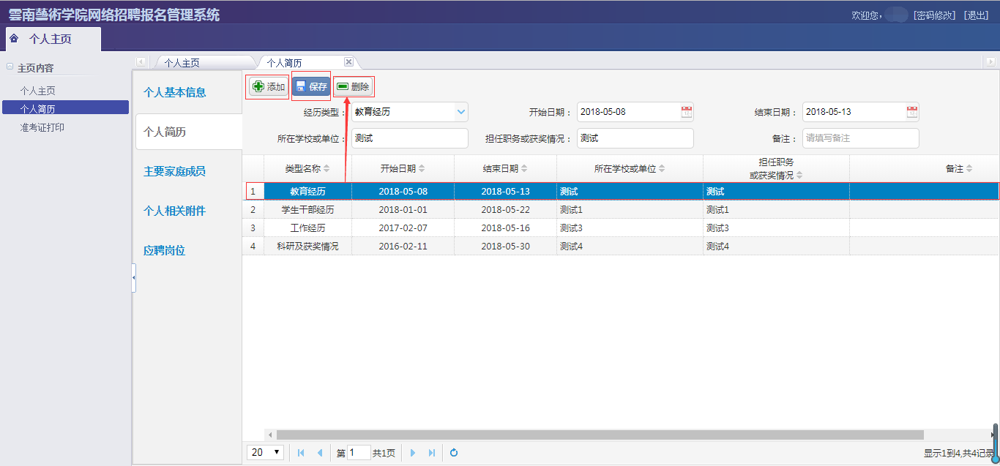 雲南藝術学院网络招聘报名管理系统
欢迎您, [密码修改] [退出]
个人主页
主页内容
个人主页
个人简历
准考证打印
个人主页 个人简历
个人基本信息
个人简历
主要家庭成员
个人相关附件
应聘岗位
添加 保存 删除
经历类型： 教育经历 开始日期： 2018-05-08 结束日期： 2018-05-13
所在学校或单位： 测试 担任职务或获奖情况： 测试 备注： 请填写备注
类型名称 开始日期 结束日期 所在学校或单位 担任职务 或获奖情况 备注
1 教育经历 2018-05-08 2018-05-13 测试 测试
2 学生干部经历 2018-01-01 2018-05-22 测试1 测试1
3 工作经历 2017-02-07 2018-05-16 测试3 测试3
4 科研及获奖情况 2016-02-11 2018-05-30 测试4 测试4
20 第 1 共1页 显示1到4,共4记录